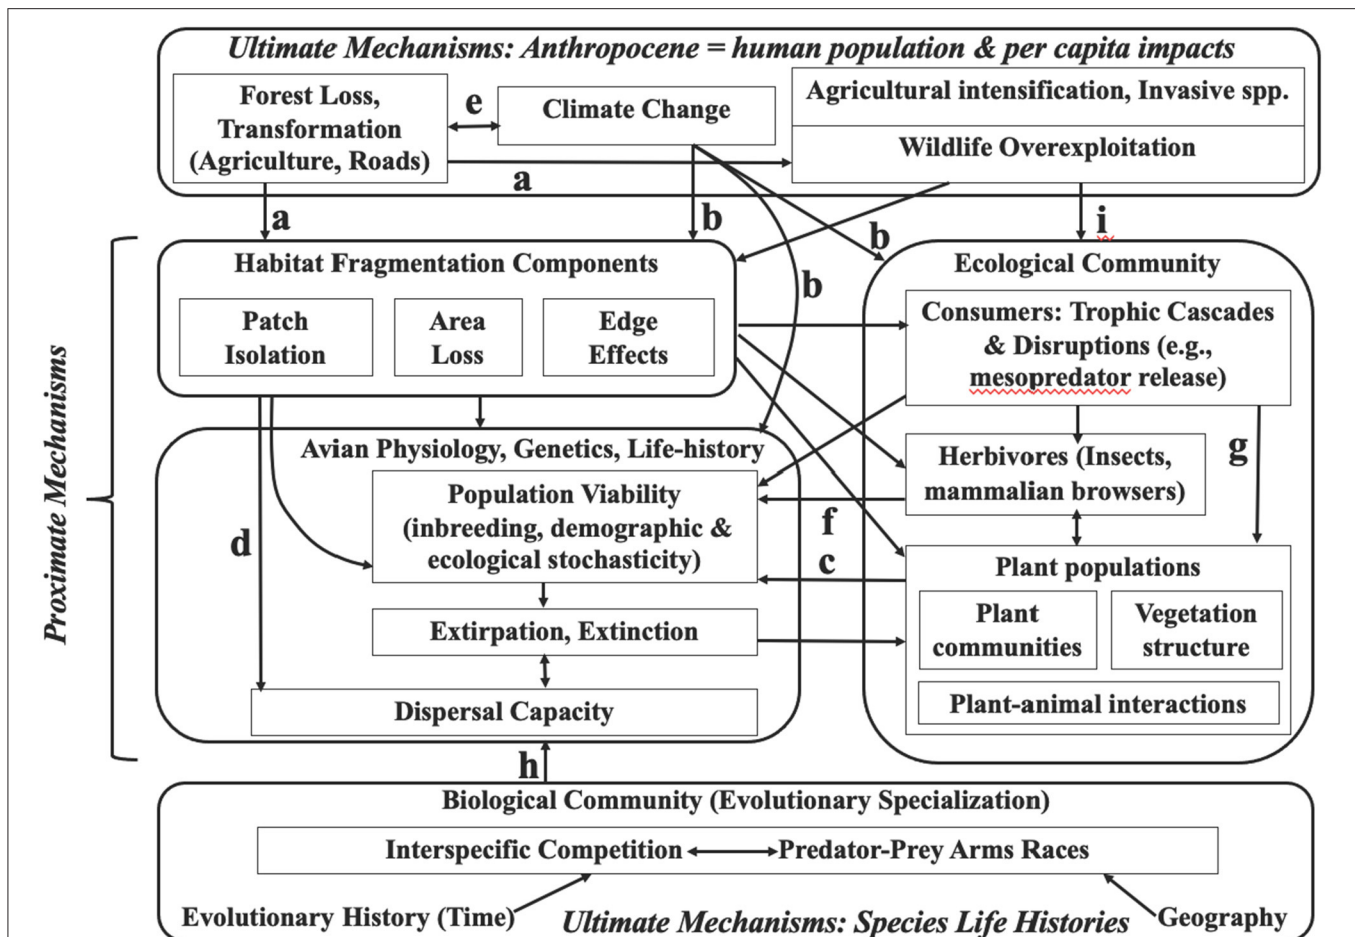 Ultimate Mechanisms: Anthropocene = human population & per capita impacts
Forest Loss,
Transformation
(Agriculture, Roads)
e
Climate Change
Agricultural intensification, Invasive spp.
Wildlife Overexploitation
a
a
b
b
b
i
Proximate Mechanisms
Habitat Fragmentation Components
Patch
Isolation
Area
Loss
Edge
Effects
Ecological Community
Consumers: Trophic Cascades
& Disruptions (e.g.,
mesopredator release)
Herbivores (Insects,
mammalian browsers)
g
Plant populations
Plant
communities
Vegetation
structure
Plant-animal interactions
Avian Physiology, Genetics, Life-history
Population Viability
(inbreeding, demographic &
ecological stochasticity)
f
c
d
Extirpation, Extinction
Dispersal Capacity
h
Biological Community (Evolutionary Specialization)
Interspecific Competition
Predator-Prey Arms Races
Evolutionary History (Time)
Ultimate Mechanisms: Species Life Histories
Geography